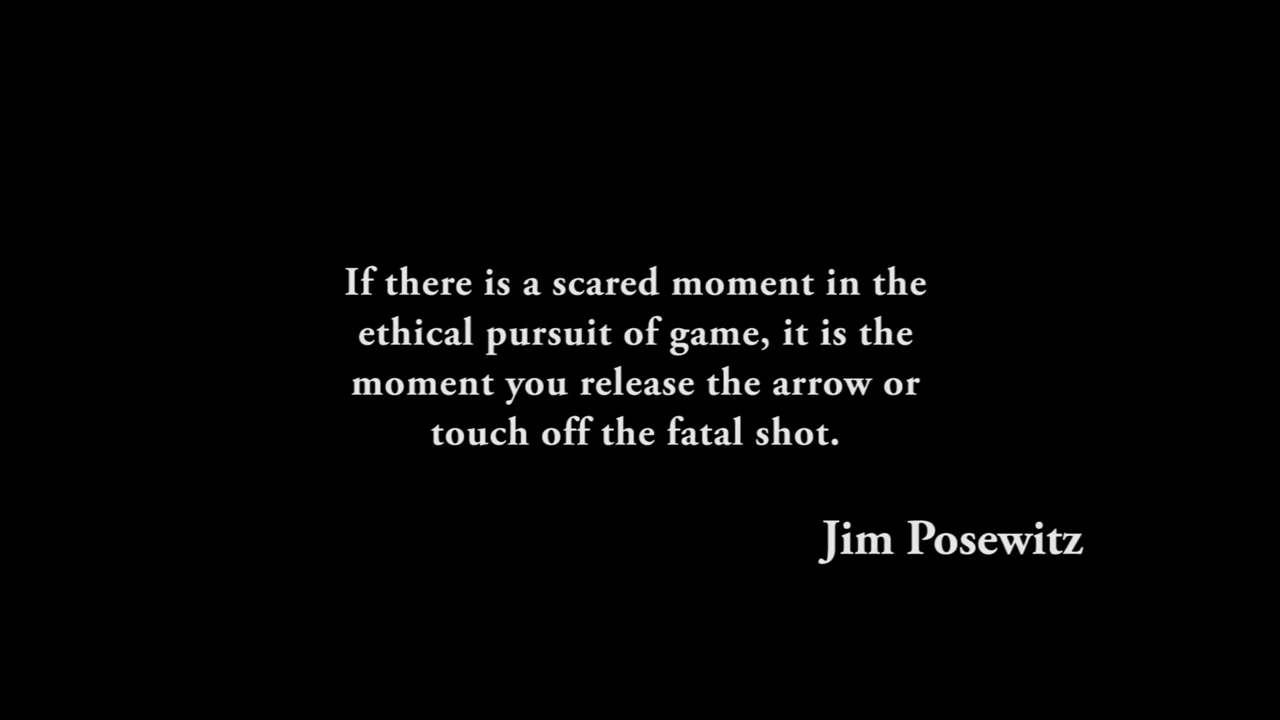 If there is a scared moment in the
ethical pursuit of game, it is the
moment you release the arrow or
touch off the fatal shot.
Jim Posewitz